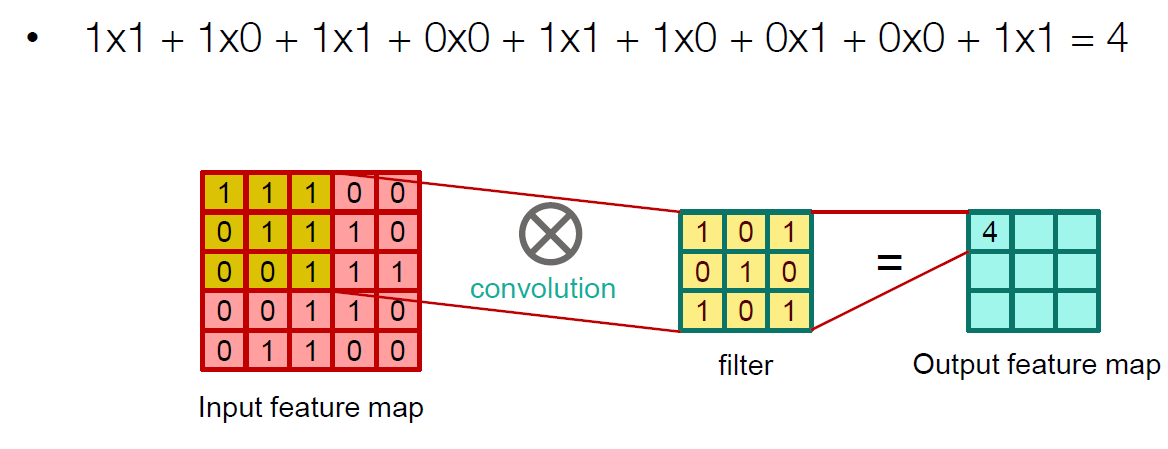 • 1x1 + 1x0 + 1x1 + 0x0 + 1x1 + 1x0 + 0x1 + 0x0 + 1x1 = 4
1 1 1 0 0
0 1 1 1 0
0 0 1 1 1
0 0 1 1 0
0 1 1 0 0
Input feature map
convolution
1 0 1
0 1 0
1 0 1
filter
=
4
Output feature map